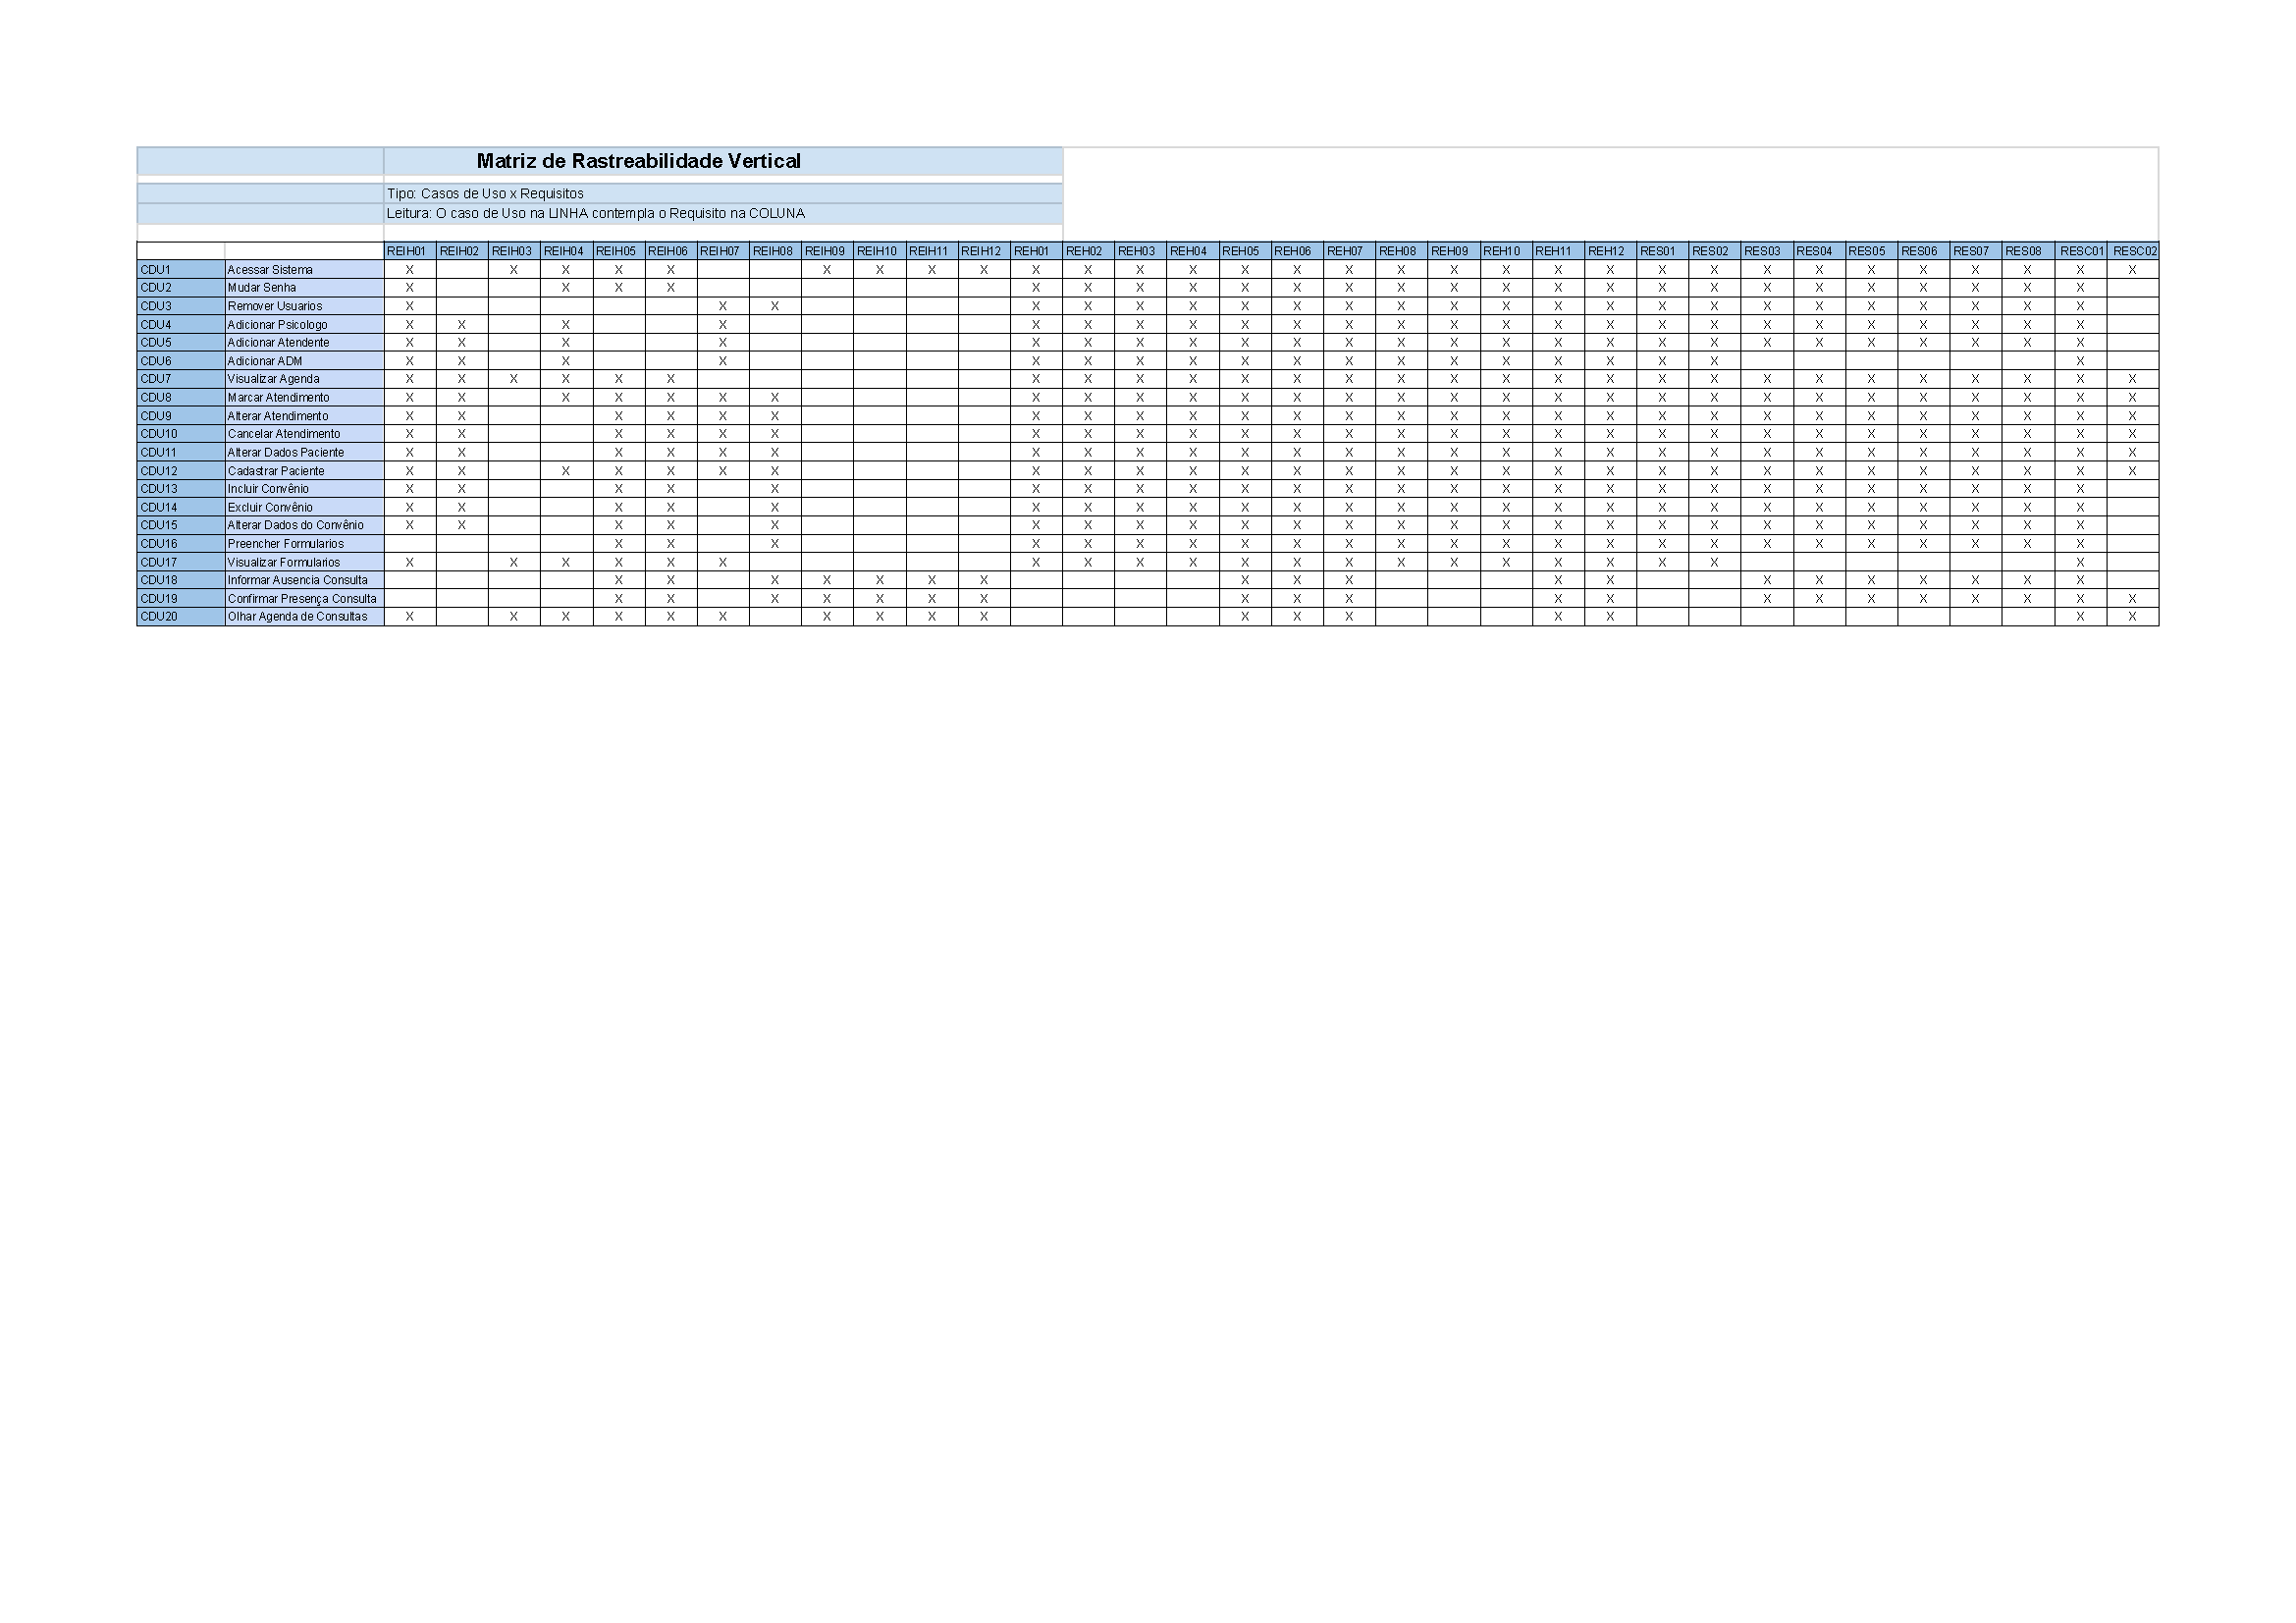 Matriz de Rastreabilidade Vertical
Tipo: Casos de Uso x Requisitos
Leitura: O caso de Uso na LINHA contempla o Requisito na COLUNA
REIH01 REIH02 REIH03 REIH04 REIH05 REIH06 REIH07 REIH08 REIH09 REIH10 REIH11 REIH12 REH01 REH02 REH03 REH04 REH05 REH06 REH07 REH08 REH09 REH10 REH11 REH12 RES01 RES02 RES03 RES04 RES05 RES06 RES07 RES08 RESC01 RESC02
CDU1 Acessar Sistema X X X X X X X X X X X X X X X X X X X X X X X X X X X X X X X
CDU2 Mudar Senha X X X X X X X X X X X X X X X X X X X X X X X X X
CDU3 Remover Usuarios X X X X X X X X X X X X X X X X X X X X X X X X
CDU4 Adicionar Psicologo X X X X X X X X X X X X X X X X X X X X X X X X X
CDU5 Adicionar Atendente X X X X X X X X X X X X X X X X X X X X X X X X X
CDU6 Adicionar ADM X X X X X X X X X X X X X X X X X X X
CDU7 Visualizar Agenda X X X X X X X X X X X X X X X X X X X X X X X X X X X X
CDU8 Marcar Atendimento X X X X X X X X X X X X X X X X X X X X X X X X X X X X X
CDU9 Alterar Atendimento X X X X X X X X X X X X X X X X X X X X X X X X X X X X
CDU10 Cancelar Atendimento X X X X X X X X X X X X X X X X X X X X X X X X X X X X
CDU11 Alterar Dados Paciente X X X X X X X X X X X X X X X X X X X X X X X X X X X X
CDU12 Cadastrar Paciente X X X X X X X X X X X X X X X X X X X X X X X X X X X X X
CDU13 Incluir Convênio X X X X X X X X X X X X X X X X X X X X X X X X X X
CDU14 Excluir Convênio X X X X X X X X X X X X X X X X X X X X X X X X X X
CDU15 Alterar Dados do Convênio X X X X X X X X X X X X X X X X X X X X X X X X X X
CDU16 Preencher Formularios X X X X X X X X X X X X X X X X X X X X X X X X
CDU17 Visualizar Formularios X X X X X X X X X X X X X X X X X X X X X
CDU18 Informar Ausencia Consulta X X X X X X X X X X X X X X X X X X X
CDU19 Confirmar Presença Consulta X X X X X X X X X X X X X X X X X X X X
CDU20 Olhar Agenda de Consultas X X X X X X X X X X X X X X X X X